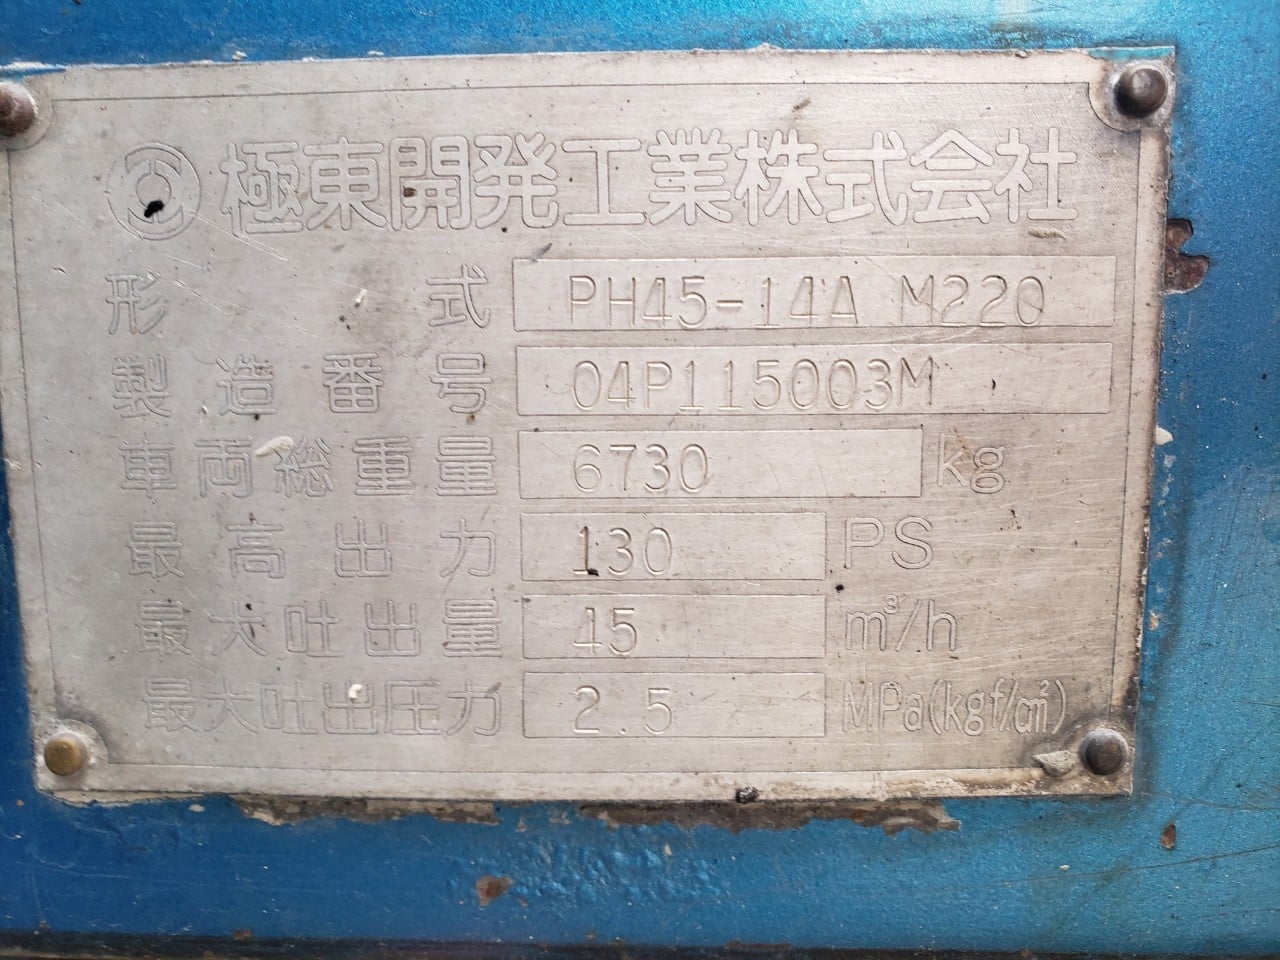 極東開発工業株式会社
形式 PH45-14A M220
製造番号 04P115003M
車両総重量 6730 kg
最高出力 130 PS
最大吐出量 45 m³/h
最大吐出圧力 2.5 MPa(kgf/cm²)